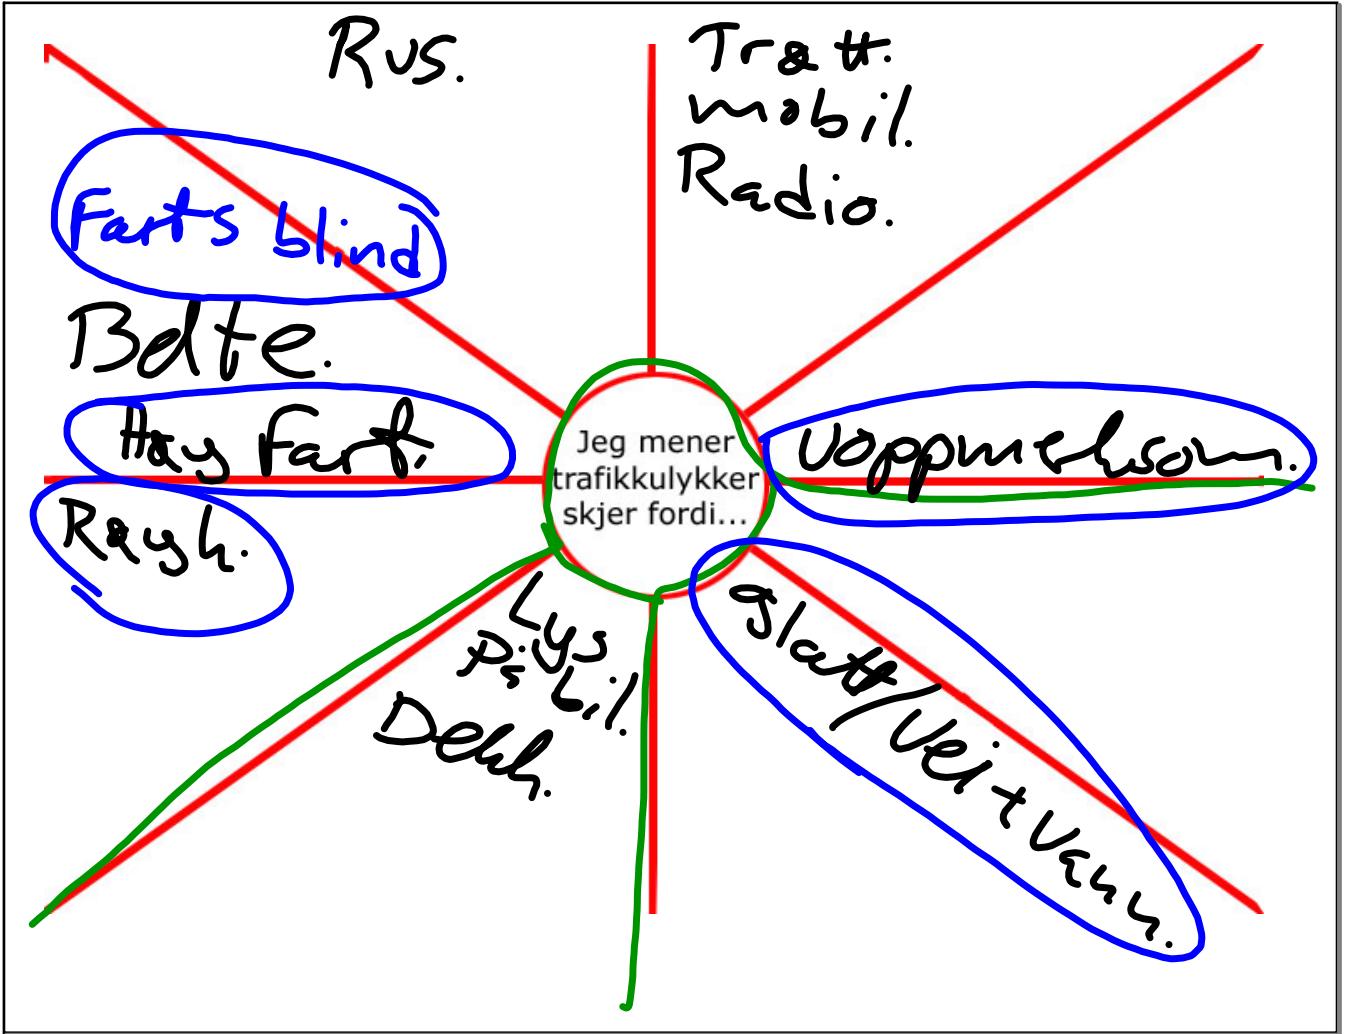 Rus.
Trøtt.
mobil.
Radio.
Farts blind
Bdte.
Høy Fart.
Jeg mener
trafikkulykker
skjer fordi...
uoppmerksom.
Røyk.
Lys
På bil.
Dekk.
glatt/Vei + Vann.